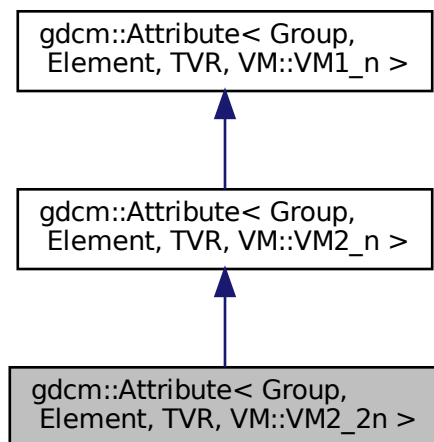 gdcm::Attribute< Group,
Element, TVR, VM::VM1_n >
gdcm::Attribute< Group,
Element, TVR, VM::VM2_n >
gdcm::Attribute< Group,
Element, TVR, VM::VM2_2n >